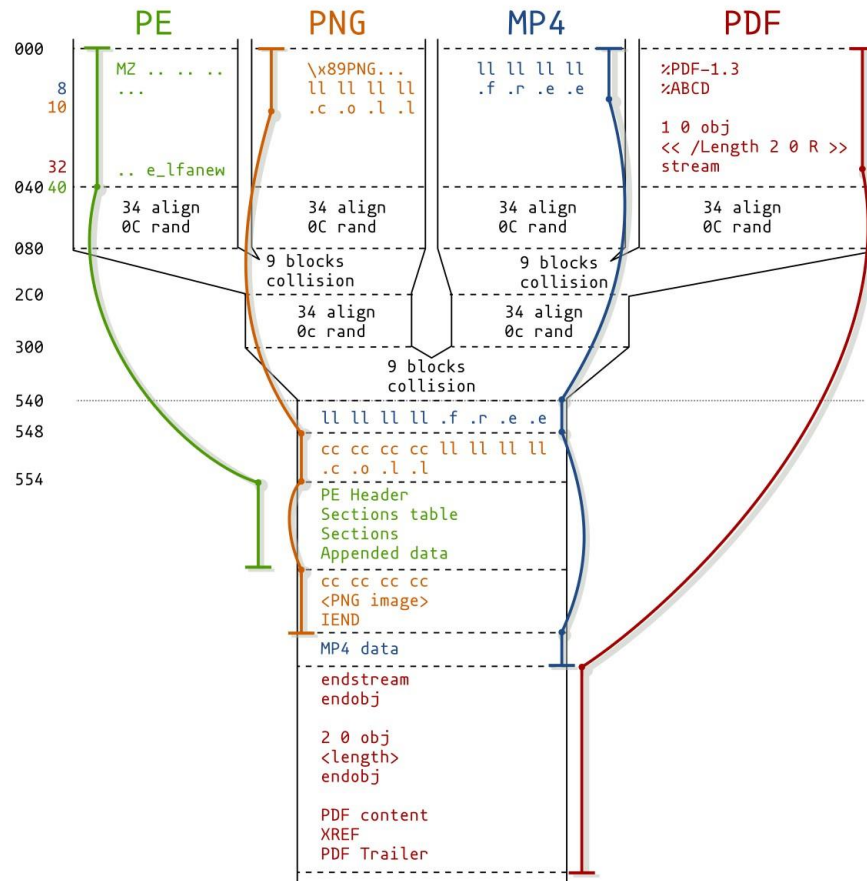 PE PNG MP4 PDF
000
MZ .. .. ..
...
.. e_lfanew
\x89PNG...
ll ll ll ll
.c .o .l .l
ll ll ll ll
.f .r .e .e
%PDF-1.3
%ABCD
1 0 obj
<< /Length 2 0 R >>
stream
8
10
32
040 40
34 align
0C rand
34 align
0C rand
34 align
0C rand
34 align
0C rand
080
9 blocks
collision
9 blocks
collision
2C0
34 align
0c rand
34 align
0c rand
300
9 blocks
collision
540
ll ll ll ll .f .r .e .e
548
cc cc cc cc ll ll ll ll
.c .o .l .l
554
PE Header
Sections table
Sections
Appended data
cc cc cc cc
<PNG image>
IEND
MP4 data
endstream
endobj
2 0 obj
<length>
endobj
PDF content
XREF
PDF Trailer